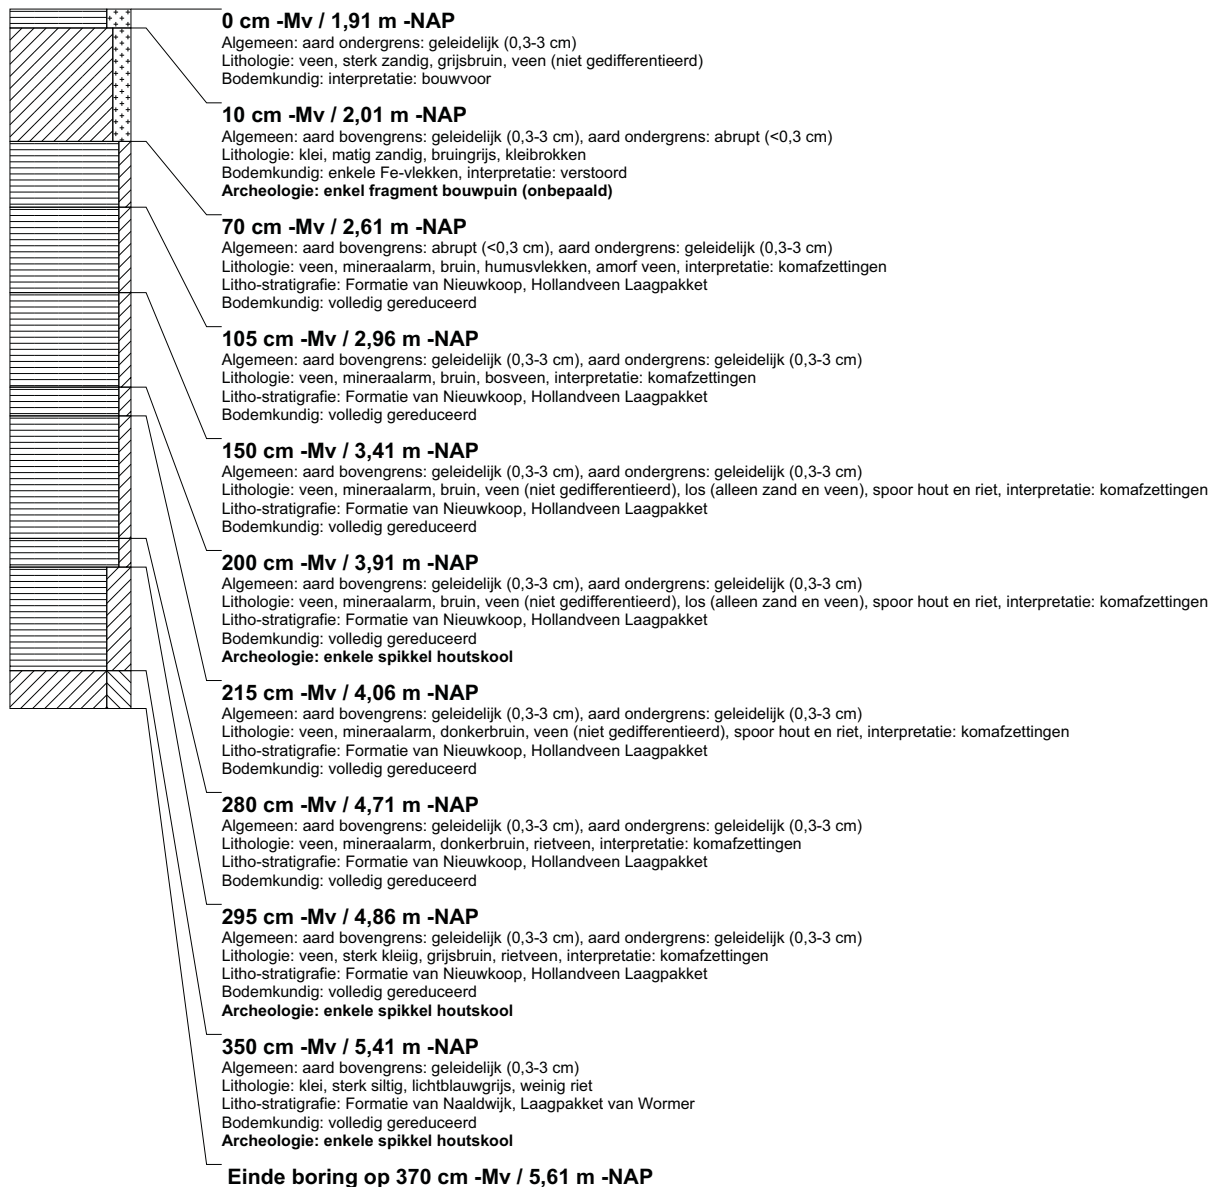 0 cm -Mv / 1,91 m -NAP
Algemeen: aard ondergrens: geleidelijk (0,3-3 cm)
Lithologie: veen, sterk zandig, grijsbruin, veen (niet gedifferentieerd)
Bodemkundig: interpretatie: bouwvoor
10 cm -Mv / 2,01 m -NAP
Algemeen: aard bovengrens: geleidelijk (0,3-3 cm), aard ondergrens: abrupt (<0,3 cm)
Lithologie: klei, matig zandig, bruingrijs, kleibrokken
Bodemkundig: enkele Fe-vlekken, interpretatie: verstoord
Archeologie: enkel fragment bouwpuin (onbepaald)
70 cm -Mv / 2,61 m -NAP
Algemeen: aard bovengrens: abrupt (<0,3 cm), aard ondergrens: geleidelijk (0,3-3 cm)
Lithologie: veen, mineraalarm, bruin, humusvlekken, amorf veen, interpretatie: komafzettingen
Litho-stratigrafie: Formatie van Nieuwkoop, Hollandveen Laagpakket
Bodemkundig: volledig gereduceerd
105 cm -Mv / 2,96 m -NAP
Algemeen: aard bovengrens: geleidelijk (0,3-3 cm), aard ondergrens: geleidelijk (0,3-3 cm)
Lithologie: veen, mineraalarm, bruin, bosveen, interpretatie: komafzettingen
Litho-stratigrafie: Formatie van Nieuwkoop, Hollandveen Laagpakket
Bodemkundig: volledig gereduceerd
150 cm -Mv / 3,41 m -NAP
Algemeen: aard bovengrens: geleidelijk (0,3-3 cm), aard ondergrens: geleidelijk (0,3-3 cm)
Lithologie: veen, mineraalarm, bruin, veen (niet gedifferentieerd), los (alleen zand en veen), spoor hout en riet, interpretatie: komafzettingen
Litho-stratigrafie: Formatie van Nieuwkoop, Hollandveen Laagpakket
Bodemkundig: volledig gereduceerd
200 cm -Mv / 3,91 m -NAP
Algemeen: aard bovengrens: geleidelijk (0,3-3 cm), aard ondergrens: geleidelijk (0,3-3 cm)
Lithologie: veen, mineraalarm, bruin, veen (niet gedifferentieerd), los (alleen zand en veen), spoor hout en riet, interpretatie: komafzettingen
Litho-stratigrafie: Formatie van Nieuwkoop, Hollandveen Laagpakket
Bodemkundig: volledig gereduceerd
Archeologie: enkele spikkel houtskool
215 cm -Mv / 4,06 m -NAP
Algemeen: aard bovengrens: geleidelijk (0,3-3 cm), aard ondergrens: geleidelijk (0,3-3 cm)
Lithologie: veen, mineraalarm, donkerbruin, veen (niet gedifferentieerd), spoor hout en riet, interpretatie: komafzettingen
Litho-stratigrafie: Formatie van Nieuwkoop, Hollandveen Laagpakket
Bodemkundig: volledig gereduceerd
280 cm -Mv / 4,71 m -NAP
Algemeen: aard bovengrens: geleidelijk (0,3-3 cm), aard ondergrens: geleidelijk (0,3-3 cm)
Lithologie: veen, mineraalarm, donkerbruin, rietveen, interpretatie: komafzettingen
Litho-stratigrafie: Formatie van Nieuwkoop, Hollandveen Laagpakket
Bodemkundig: volledig gereduceerd
295 cm -Mv / 4,86 m -NAP
Algemeen: aard bovengrens: geleidelijk (0,3-3 cm), aard ondergrens: geleidelijk (0,3-3 cm)
Lithologie: veen, sterk kleiig, grijsbruin, rietveen, interpretatie: komafzettingen
Litho-stratigrafie: Formatie van Nieuwkoop, Hollandveen Laagpakket
Bodemkundig: volledig gereduceerd
Archeologie: enkele spikkel houtskool
350 cm -Mv / 5,41 m -NAP
Algemeen: aard bovengrens: geleidelijk (0,3-3 cm)
Lithologie: klei, sterk siltig, lichtblauwgrijs, weinig riet
Litho-stratigrafie: Formatie van Naaldwijk, Laagpakket van Wormer
Bodemkundig: volledig gereduceerd
Archeologie: enkele spikkel houtskool
Einde boring op 370 cm -Mv / 5,61 m -NAP